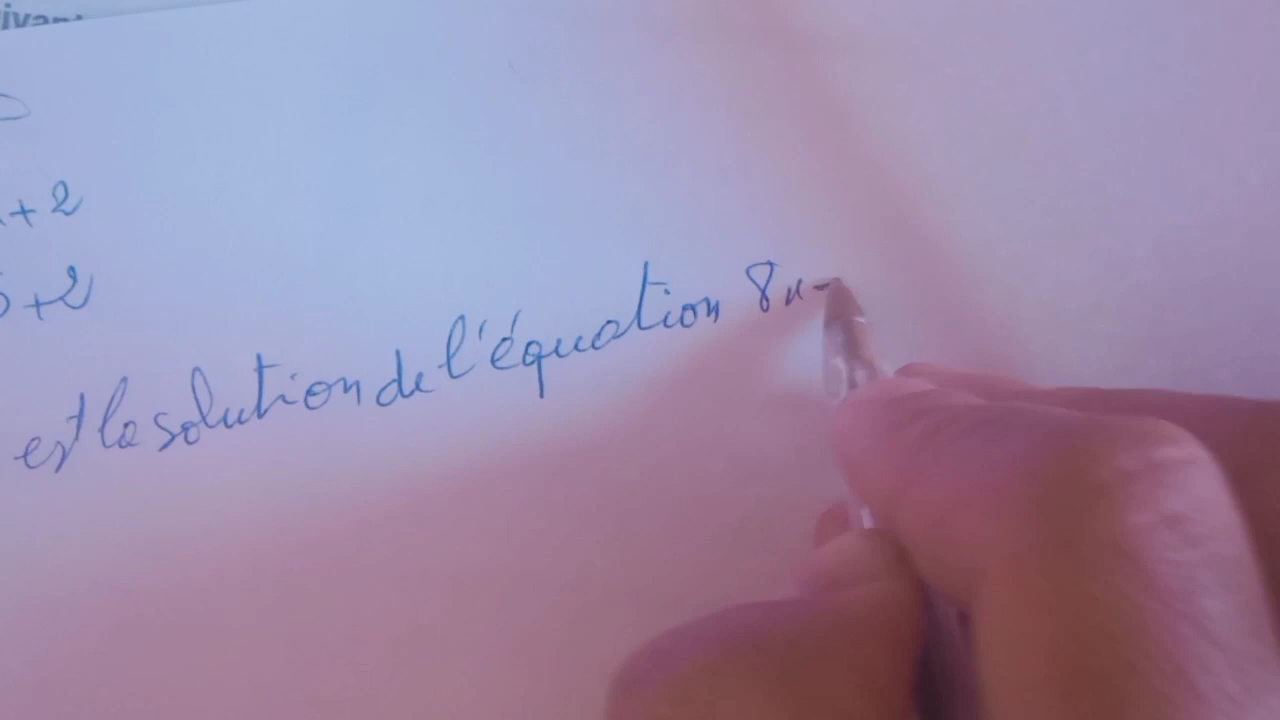 +2
+2
est la solution de l'équation 8x-